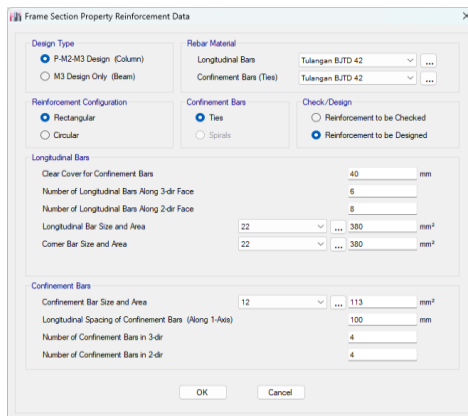 Frame Section Property Reinforcement Data
Design Type
P-M2-M3 Design (Column)
M3 Design Only (Beam)
Rebar Material
Longitudinal Bars Tulangan BJTD 42 ...
Confinement Bars (Ties) Tulangan BJTD 42 ...
Reinforcement Configuration
Rectangular
Circular
Confinement Bars
Ties
Spirals
Check/Design
Reinforcement to be Checked
Reinforcement to be Designed
Longitudinal Bars
Clear Cover for Confinement Bars 40 mm
Number of Longitudinal Bars Along 3-dir Face 6
Number of Longitudinal Bars Along 2-dir Face 8
Longitudinal Bar Size and Area 22 ... 380 mm²
Corner Bar Size and Area 22 ... 380 mm²
Confinement Bars
Confinement Bar Size and Area 12 ... 113 mm²
Longitudinal Spacing of Confinement Bars (Along 1-Axis) 100 mm
Number of Confinement Bars in 3-dir 4
Number of Confinement Bars in 2-dir 4
OK Cancel